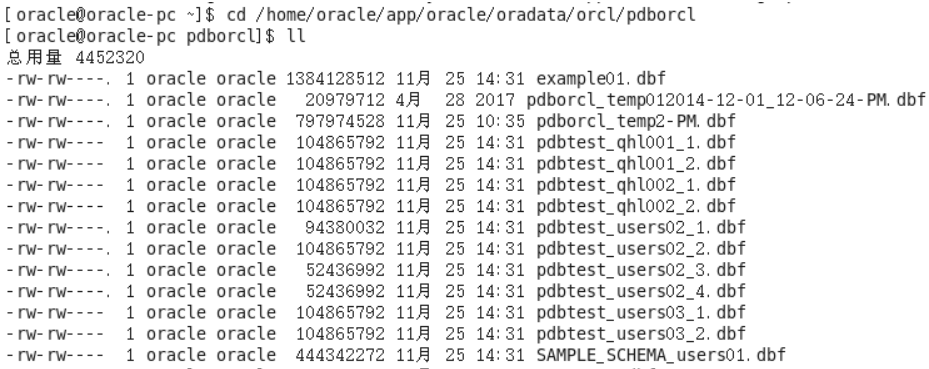 [oracle@oracle-pc ~]$ cd /home/oracle/app/oracle/oradata/orcl/pdborcl
[oracle@oracle-pc pdborcl]$ ll
总用量 4452320
-rw-rw----. 1 oracle oracle 1384128512 11月 25 14:31 example01.dbf
-rw-rw----. 1 oracle oracle 20979712 4月 28 2017 pdborcl_temp012014-12-01_12-06-24-PM.dbf
-rw-rw----. 1 oracle oracle 797974528 11月 25 10:35 pdborcl_temp2-PM.dbf
-rw-rw----. 1 oracle oracle 104865792 11月 25 14:31 pdbtest_qhl001_1.dbf
-rw-rw---- 1 oracle oracle 104865792 11月 25 14:31 pdbtest_qhl001_2.dbf
-rw-rw---- 1 oracle oracle 104865792 11月 25 14:31 pdbtest_qhl002_1.dbf
-rw-rw---- 1 oracle oracle 104865792 11月 25 14:31 pdbtest_qhl002_2.dbf
-rw-rw----. 1 oracle oracle 94380032 11月 25 14:31 pdbtest_users02_1.dbf
-rw-rw----. 1 oracle oracle 104865792 11月 25 14:31 pdbtest_users02_2.dbf
-rw-rw----. 1 oracle oracle 52436992 11月 25 14:31 pdbtest_users02_3.dbf
-rw-rw----. 1 oracle oracle 52436992 11月 25 14:31 pdbtest_users02_4.dbf
-rw-rw----. 1 oracle oracle 104865792 11月 25 14:31 pdbtest_users03_1.dbf
-rw-rw----. 1 oracle oracle 104865792 11月 25 14:31 pdbtest_users03_2.dbf
-rw-rw---- 1 oracle oracle 444342272 11月 25 14:31 SAMPLE_SCHEMA_users01.dbf